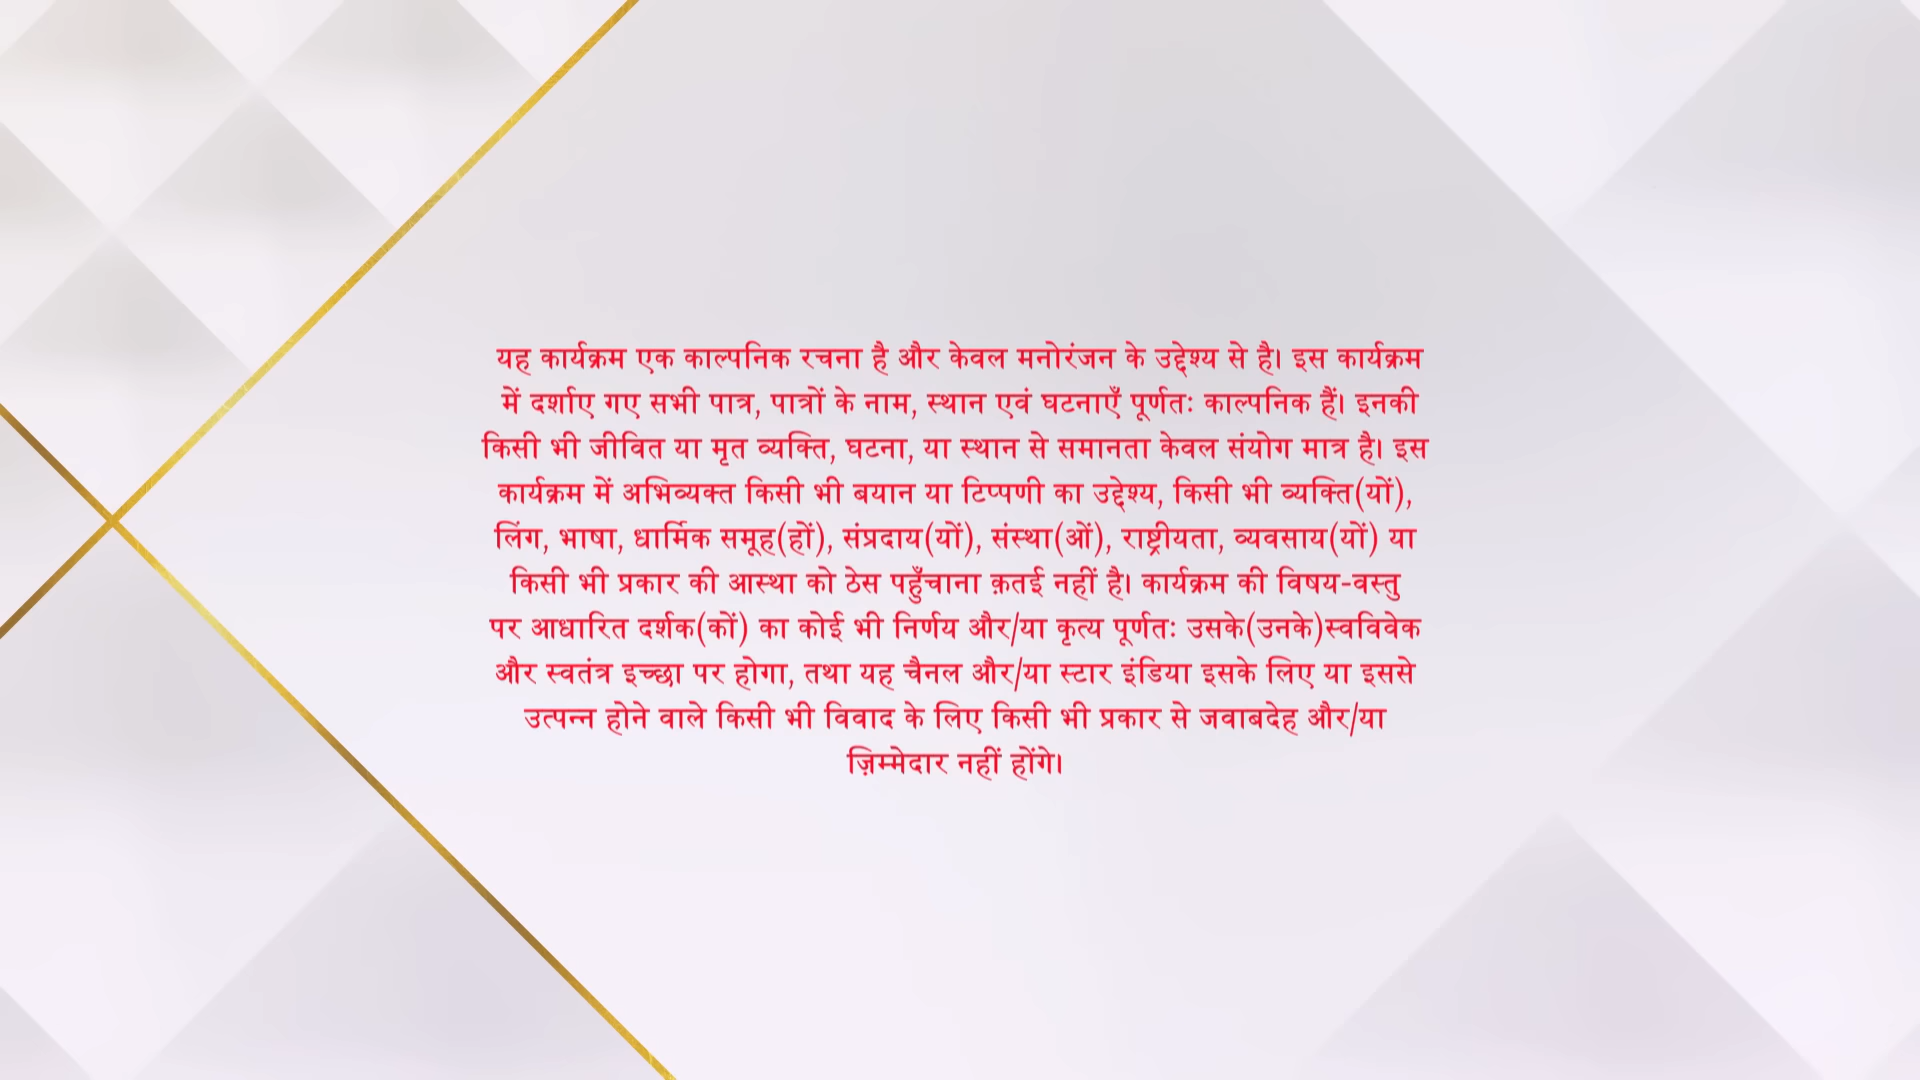 यह कार्यक्रम एक काल्पनिक रचना है और केवल मनोरंजन के उद्देश्य से है। इस कार्यक्रम
में दर्शाए गए सभी पात्र, पात्रों के नाम, स्थान एवं घटनाएँ पूर्णतः काल्पनिक हैं। इनकी
किसी भी जीवित या मृत व्यक्ति, घटना, या स्थान से समानता केवल संयोग मात्र है। इस
कार्यक्रम में अभिव्यक्त किसी भी बयान या टिप्पणी का उद्देश्य, किसी भी व्यक्ति(यों),
लिंग, भाषा, धार्मिक समूह(हों), संप्रदाय(यों), संस्था(ओं), राष्ट्रीयता, व्यवसाय(यों) या
किसी भी प्रकार की आस्था को ठेस पहुँचाना क़तई नहीं है। कार्यक्रम की विषय-वस्तु
पर आधारित दर्शक(कों) का कोई भी निर्णय और/या कृत्य पूर्णतः उसके(उनके)स्वविवेक
और स्वतंत्र इच्छा पर होगा, तथा यह चैनल और/या स्टार इंडिया इसके लिए या इससे
उत्पन्न होने वाले किसी भी विवाद के लिए किसी भी प्रकार से जवाबदेह और/या
ज़िम्मेदार नहीं होंगे।